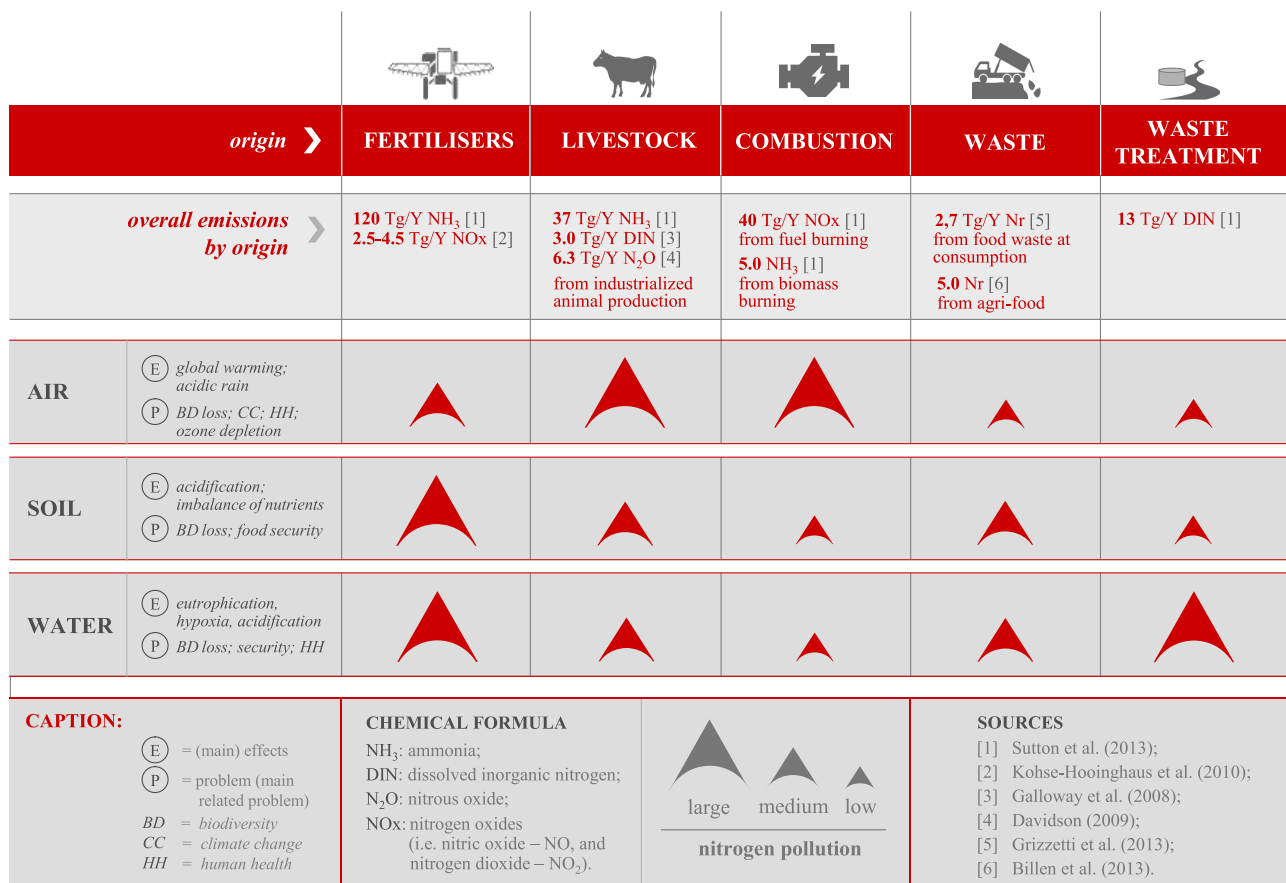 origin ❯
FERTILISERS
LIVESTOCK
COMBUSTION
WASTE
WASTE
TREATMENT
overall emissions
by origin ❯
120 Tg/Y NH₃ [1]
2.5-4.5 Tg/Y NOx [2]
37 Tg/Y NH₃ [1]
3.0 Tg/Y DIN [3]
6.3 Tg/Y N₂O [4]
from industrialized
animal production
40 Tg/Y NOx [1]
from fuel burning
5.0 NH₃ [1]
from biomass
burning
2,7 Tg/Y Nr [5]
from food waste at
consumption
5.0 Nr [6]
from agri-food
13 Tg/Y DIN [1]
AIR
E global warming;
acidic rain
P BD loss; CC; HH;
ozone depletion
SOIL
E acidification;
imbalance of nutrients
P BD loss; food security
WATER
E eutrophication,
hypoxia, acidification
P BD loss; security; HH
CAPTION:
E = (main) effects
P = problem (main
related problem)
BD = biodiversity
CC = climate change
HH = human health
CHEMICAL FORMULA
NH₃: ammonia;
DIN: dissolved inorganic nitrogen;
N₂O: nitrous oxide;
NOx: nitrogen oxides
(i.e. nitric oxide – NO, and
nitrogen dioxide – NO₂).
large medium low
nitrogen pollution
SOURCES
[1] Sutton et al. (2013);
[2] Kohse-Hooinghaus et al. (2010);
[3] Galloway et al. (2008);
[4] Davidson (2009);
[5] Grizzetti et al. (2013);
[6] Billen et al. (2013).